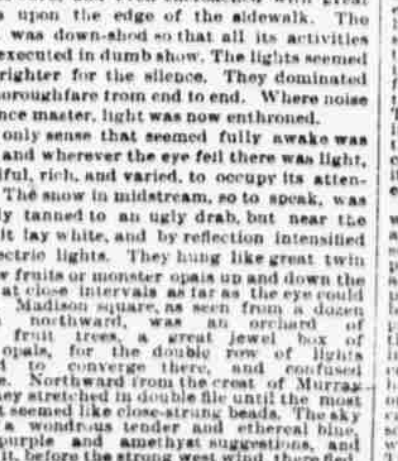 upon the edge of the sidewalk. The
was down-shod so that all its activities
executed in dumb show. The lights seemed
righter for the silence. They dominated
oroughfare from end to end. Where noise
nce master, light was now enthroned.
only sense that seemed fully awake was
and wherever the eye fell there was light,
iful, rich, and varied, to occupy its atten-
The snow in midstream, so to speak, was
ly tanned to an ugly drab, but near the
it lay white, and by reflection intensified
ectric lights. They hung like great twin
w fruits or monster opals up and down the
at close intervals as far as the eye could
Madison square, as seen from a dozen
northward, was an orchard of
fruit trees, a great jewel box of
opals, for the double row of lights
to converge there, and confused
e. Northward from the crest of Murray
hey stretched in double file until the most
t seemed like close-strung beads. The sky
a wondrous tender and ethereal blue,
purple and amethyst suggestions, and
it, before the strong west wind, there fled